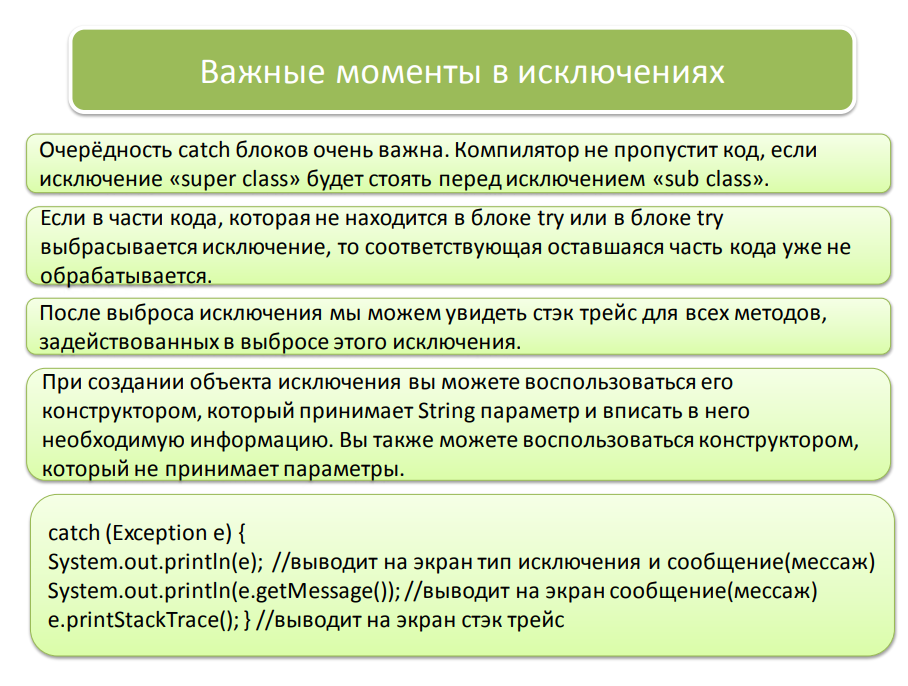 Важные моменты в исключениях
Очерёдность catch блоков очень важна. Компилятор не пропустит код, если
исключение «super class» будет стоять перед исключением «sub class».
Если в части кода, которая не находится в блоке try или в блоке try
выбрасывается исключение, то соответствующая оставшаяся часть кода уже не
обрабатывается.
После выброса исключения мы можем увидеть стэк трейс для всех методов,
задействованных в выбросе этого исключения.
При создании объекта исключения вы можете воспользоваться его
конструктором, который принимает String параметр и вписать в него
необходимую информацию. Вы также можете воспользоваться конструктором,
который не принимает параметры.
catch (Exception e) {
System.out.println(e); //выводит на экран тип исключения и сообщение(мессаж)
System.out.println(e.getMessage()); //выводит на экран сообщение(мессаж)
e.printStackTrace(); } //выводит на экран стэк трейс